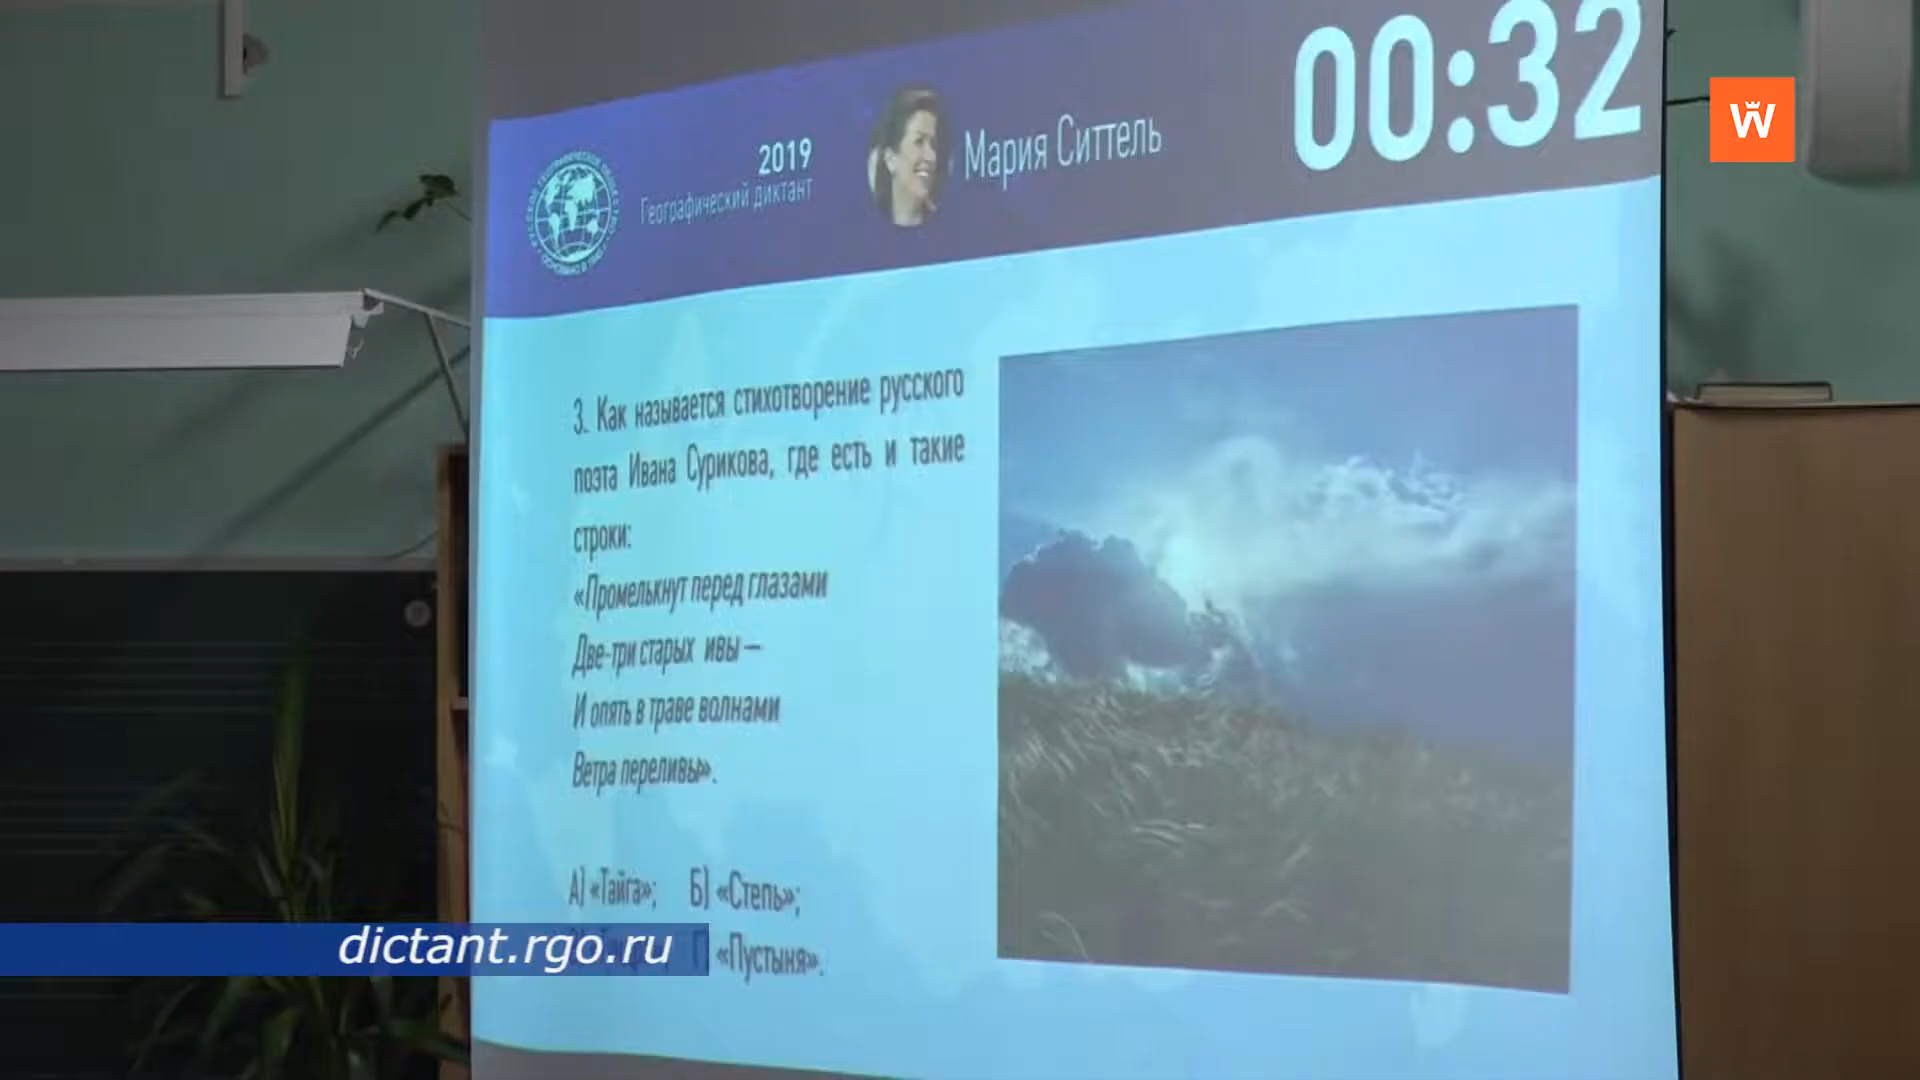 00:32
W
2019
Географический диктант
Мария Ситтель
3. Как называется стихотворение русского
поэта Ивана Сурикова, где есть и такие
строки:
«Промелькнут перед глазами
Две-три старых ивы –
И опять в траве волнами
Ветра переливы».
А) «Тайга»; Б) «Степь»;
Г) «Пустыня».
dictant.rgo.ru